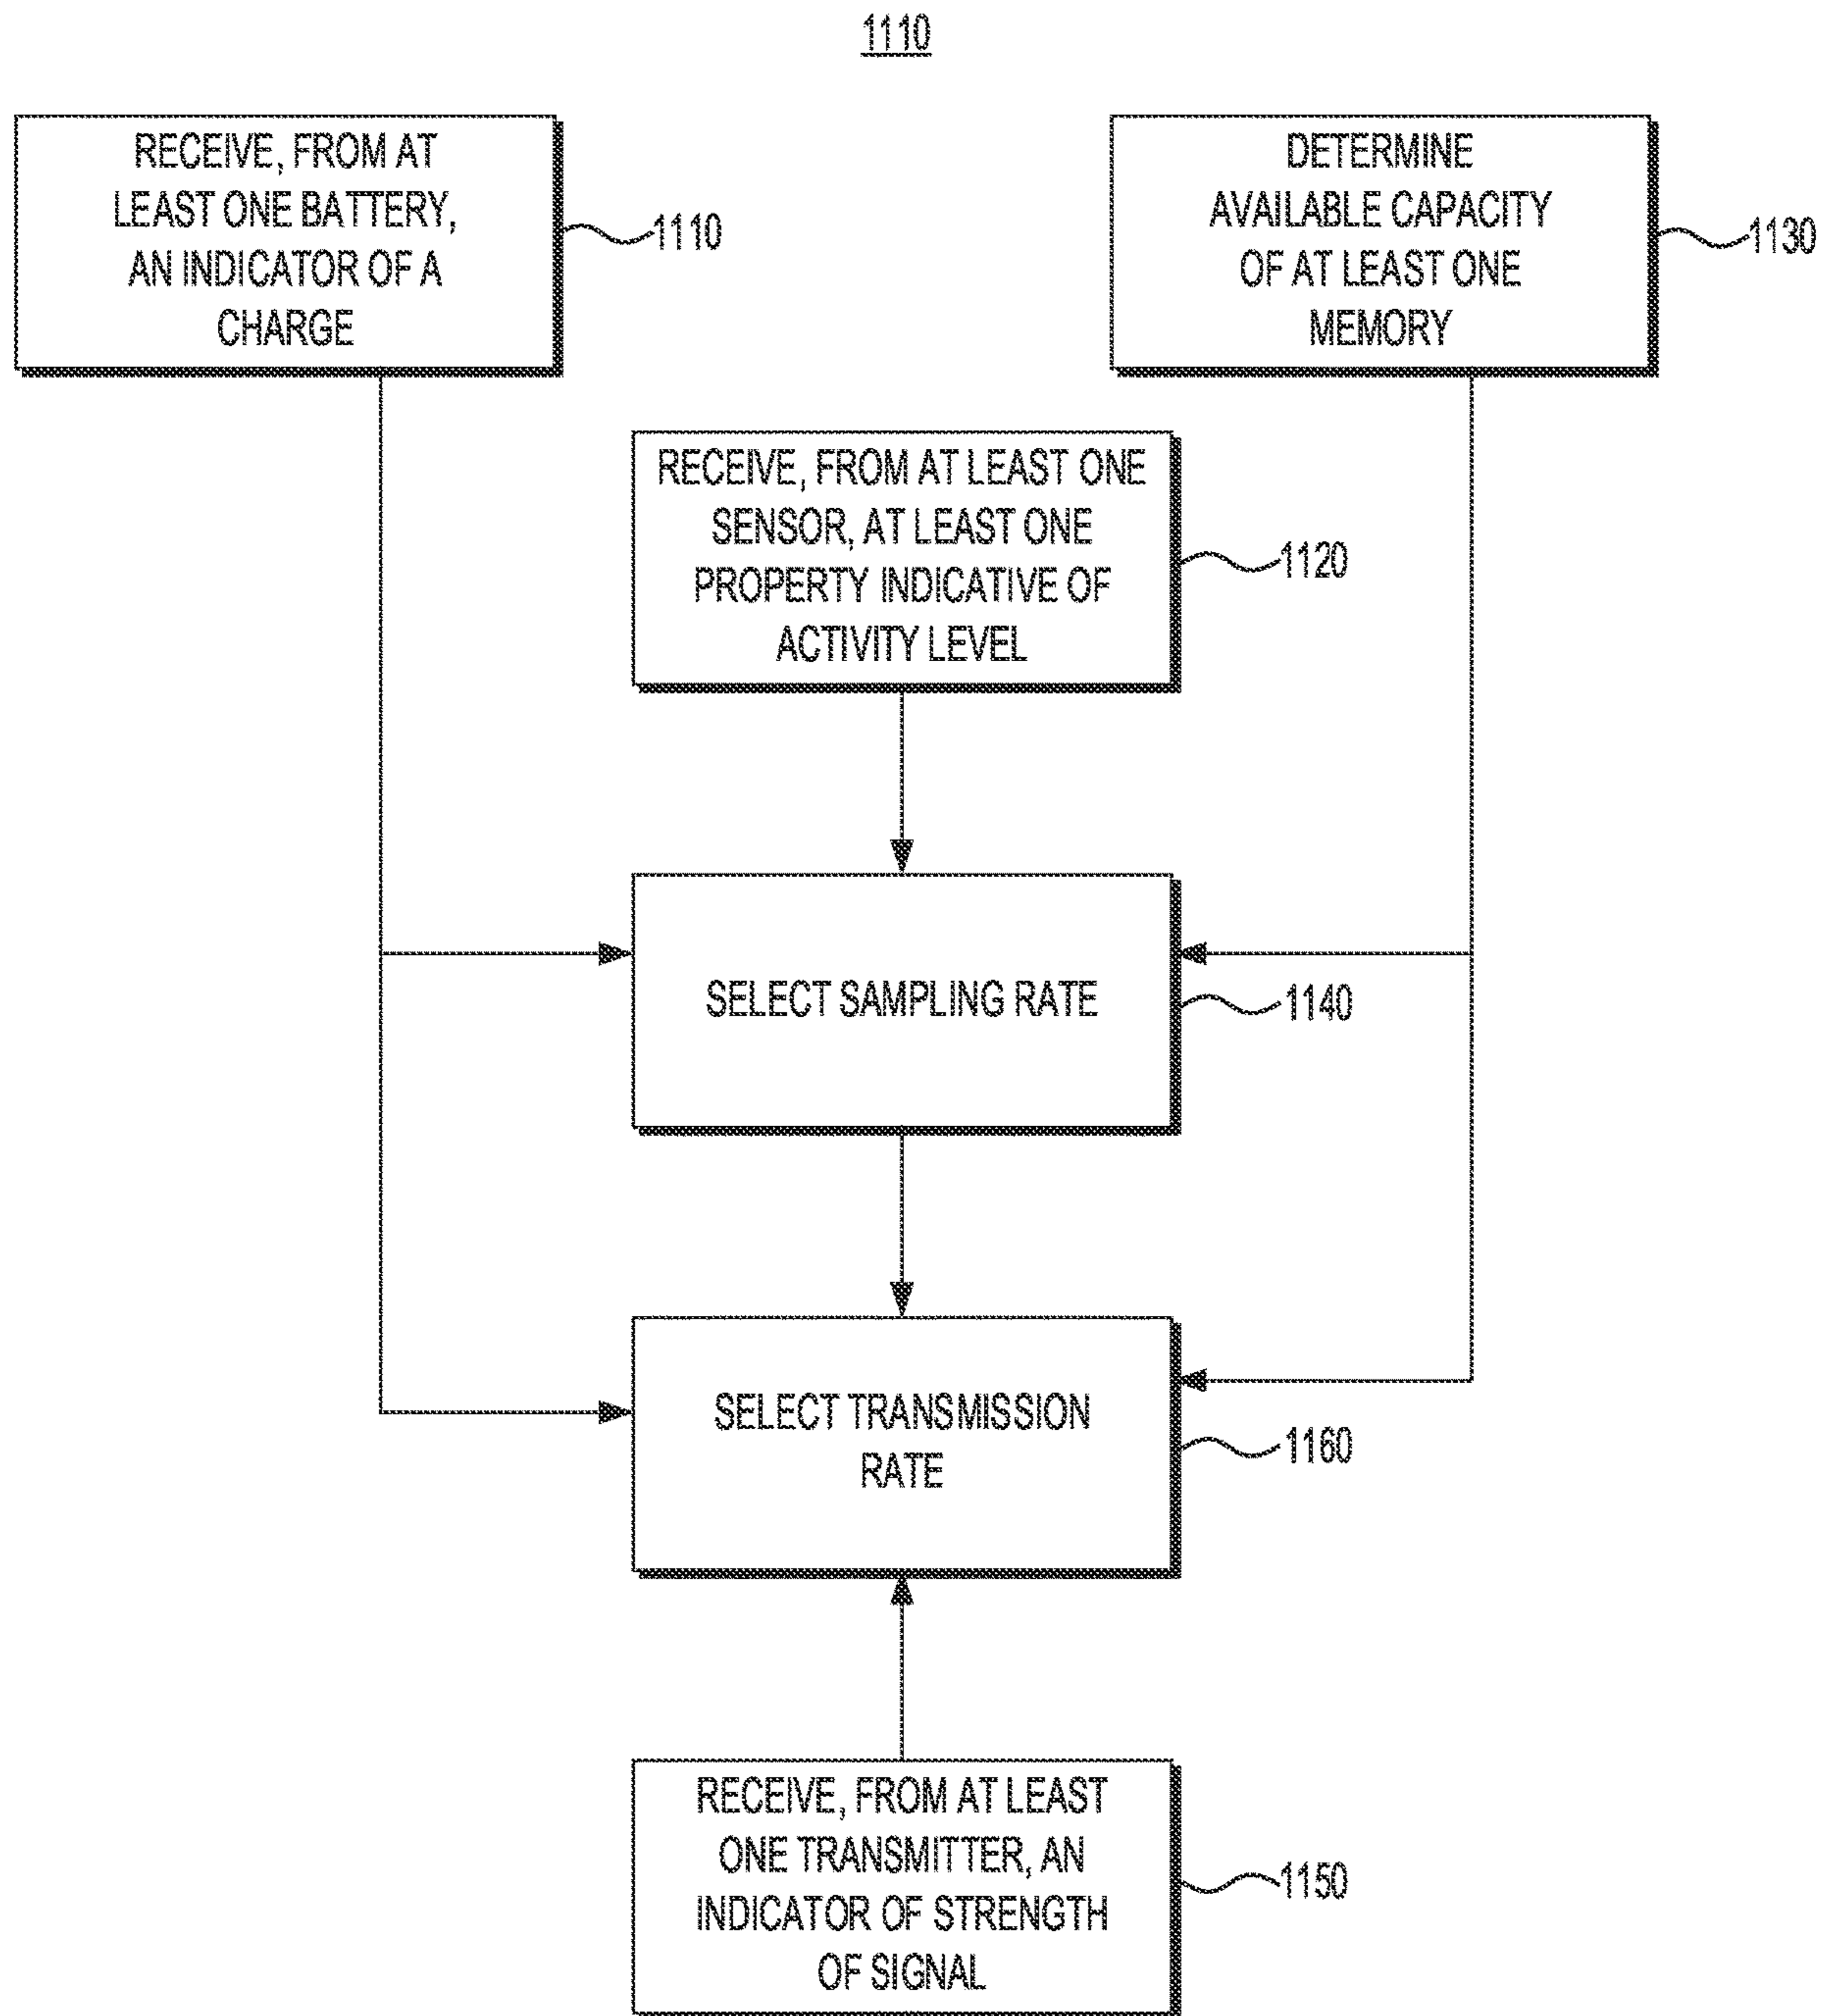 1110
RECEIVE, FROM AT
LEAST ONE BATTERY,
AN INDICATOR OF A
CHARGE
1110
DETERMINE
AVAILABLE CAPACITY
OF AT LEAST ONE
MEMORY
1130
RECEIVE, FROM AT LEAST ONE
SENSOR, AT LEAST ONE
PROPERTY INDICATIVE OF
ACTIVITY LEVEL
1120
SELECT SAMPLING RATE
1140
SELECT TRANSMISSION
RATE
1160
RECEIVE, FROM AT LEAST
ONE TRANSMITTER, AN
INDICATOR OF STRENGTH
OF SIGNAL
1150